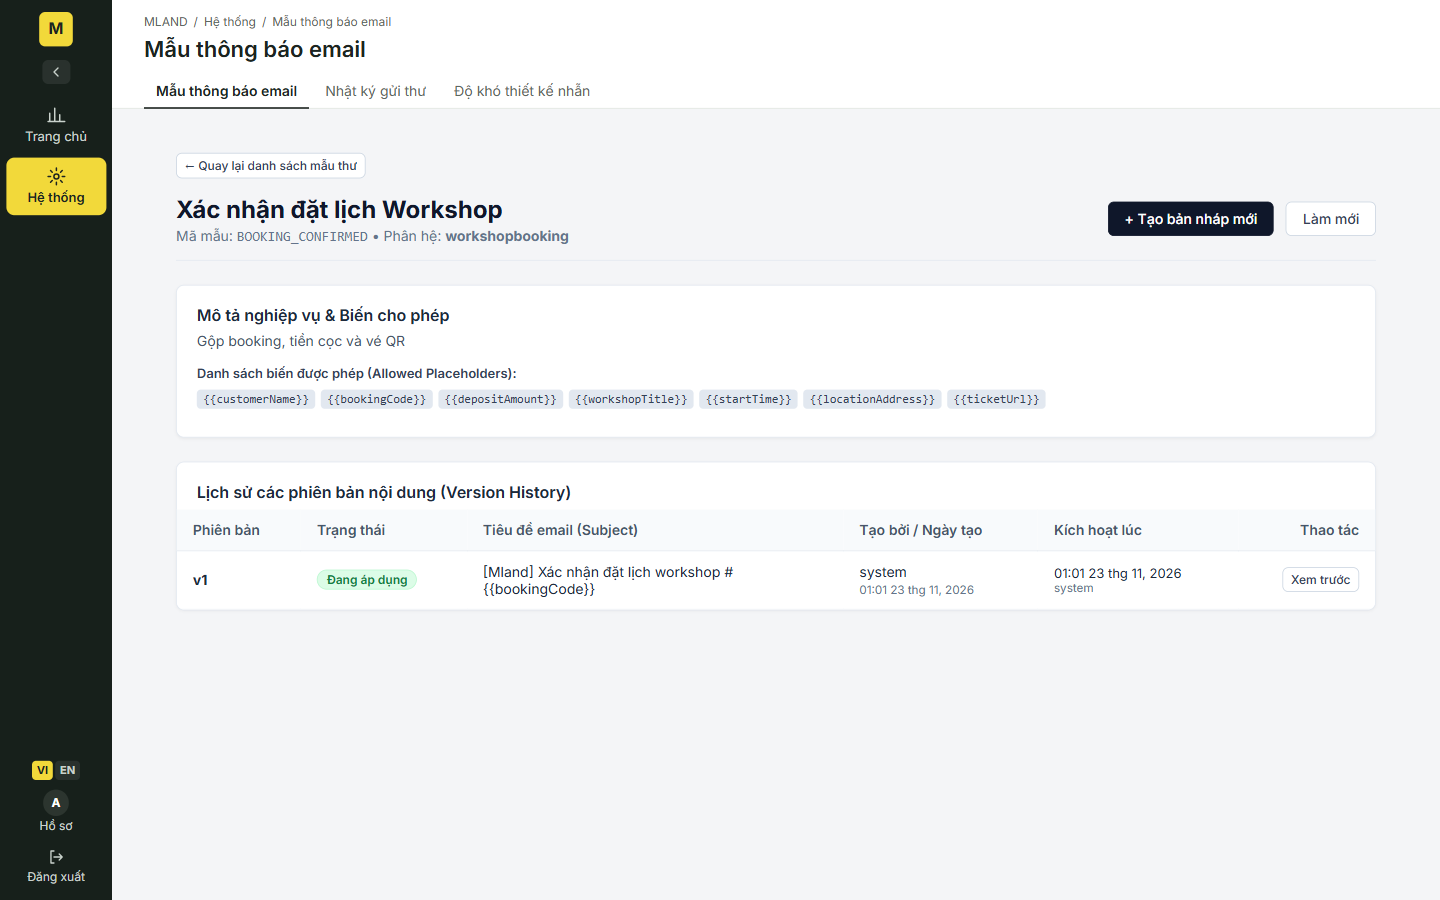 M
Trang chủ
Hệ thống
VI EN
A
Hồ sơ
Đăng xuất
MLAND / Hệ thống / Mẫu thông báo email
Mẫu thông báo email
Mẫu thông báo email Nhật ký gửi thư Độ khó thiết kế nhẫn
← Quay lại danh sách mẫu thư
Xác nhận đặt lịch Workshop
Mã mẫu: BOOKING_CONFIRMED • Phân hệ: workshopbooking
+ Tạo bản nháp mới Làm mới
Mô tả nghiệp vụ & Biến cho phép
Gộp booking, tiền cọc và vé QR
Danh sách biến được phép (Allowed Placeholders):
{{customerName}} {{bookingCode}} {{depositAmount}} {{workshopTitle}} {{startTime}} {{locationAddress}} {{ticketUrl}}
Lịch sử các phiên bản nội dung (Version History)
Phiên bản Trạng thái Tiêu đề email (Subject) Tạo bởi / Ngày tạo Kích hoạt lúc Thao tác
v1 Đang áp dụng [Mland] Xác nhận đặt lịch workshop # system 01:01 23 thg 11, 2026 Xem trước
{{bookingCode}} 01:01 23 thg 11, 2026 system